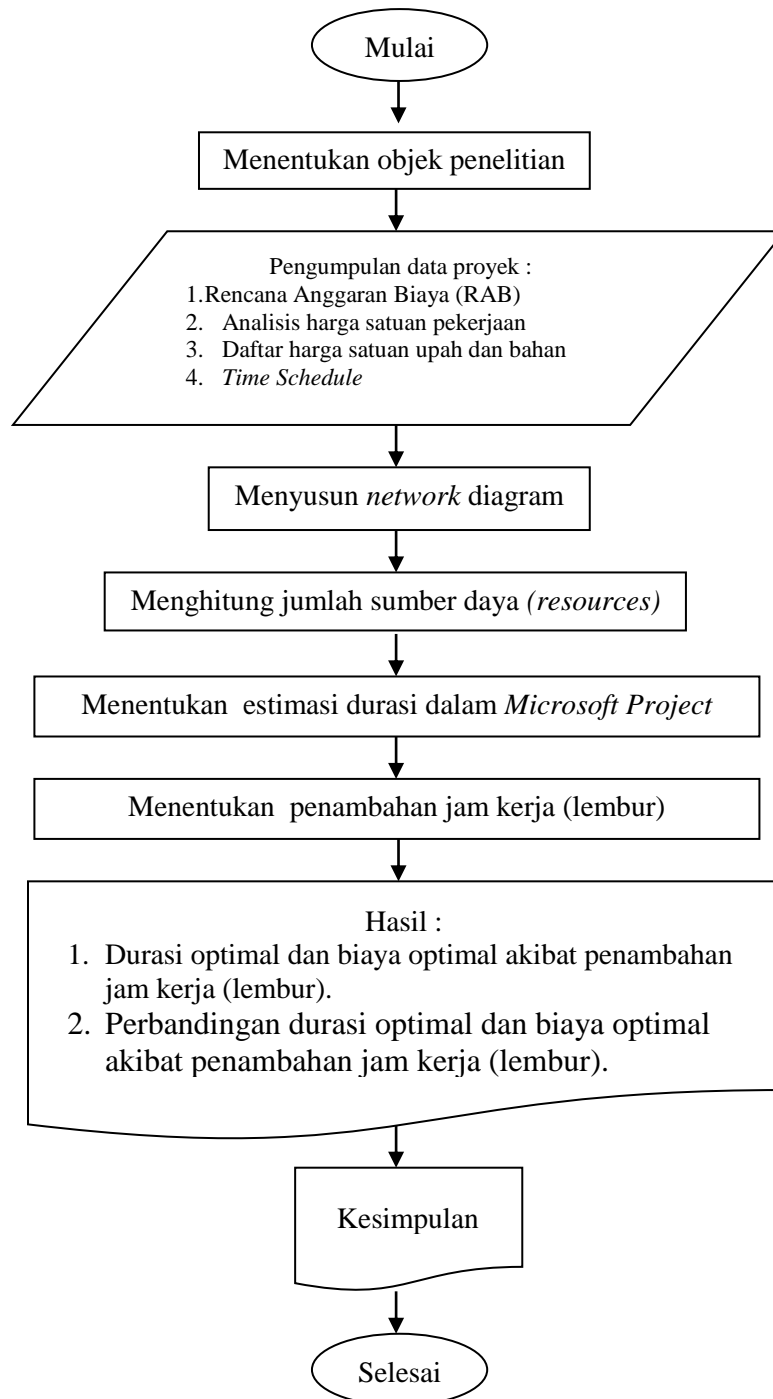 Mulai
Menentukan objek penelitian
Pengumpulan data proyek :
1.Rencana Anggaran Biaya (RAB)
2. Analisis harga satuan pekerjaan
3. Daftar harga satuan upah dan bahan
4. Time Schedule
Menyusun network diagram
Menghitung jumlah sumber daya (resources)
Menentukan estimasi durasi dalam Microsoft Project
Menentukan penambahan jam kerja (lembur)
Hasil :
1. Durasi optimal dan biaya optimal akibat penambahan
jam kerja (lembur).
2. Perbandingan durasi optimal dan biaya optimal
akibat penambahan jam kerja (lembur).
Kesimpulan
Selesai